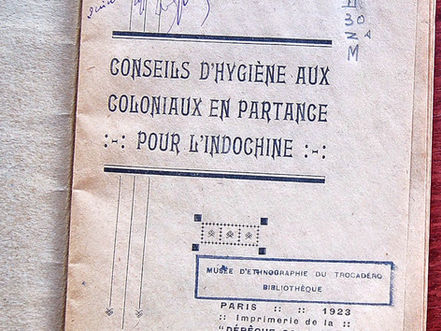 CONSEILS D'HYGIÈNE AUX
COLONIAUX EN PARTANCE
:-: POUR L'INDOCHINE :-:
MUSÉE D'ETHNOGRAPHIE DU TROCADÉRO
BIBLIOTHÈQUE
PARIS :: :: 1923
:: Imprimerie de la ::